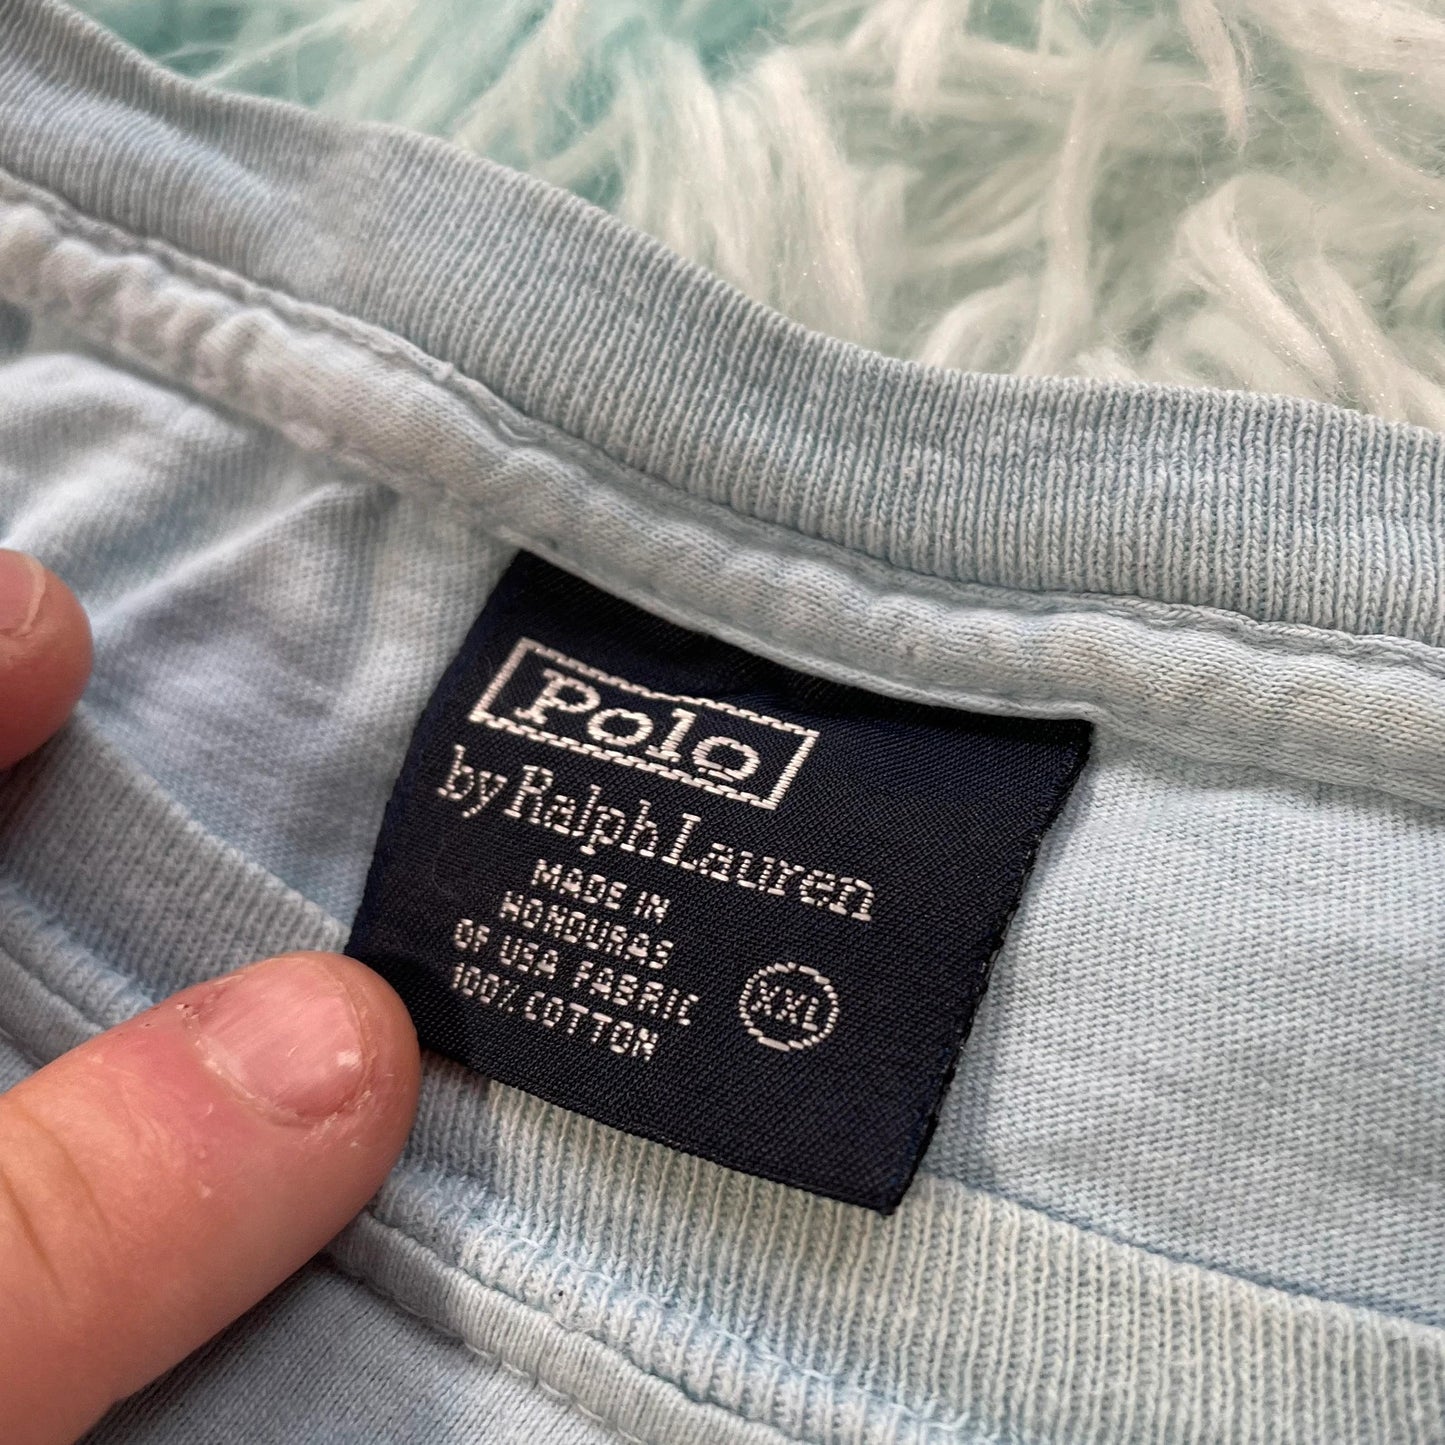 Polo
by Ralph Lauren
MADE IN
HONDURAS
OF USA FABRIC
100% COTTON
XXL